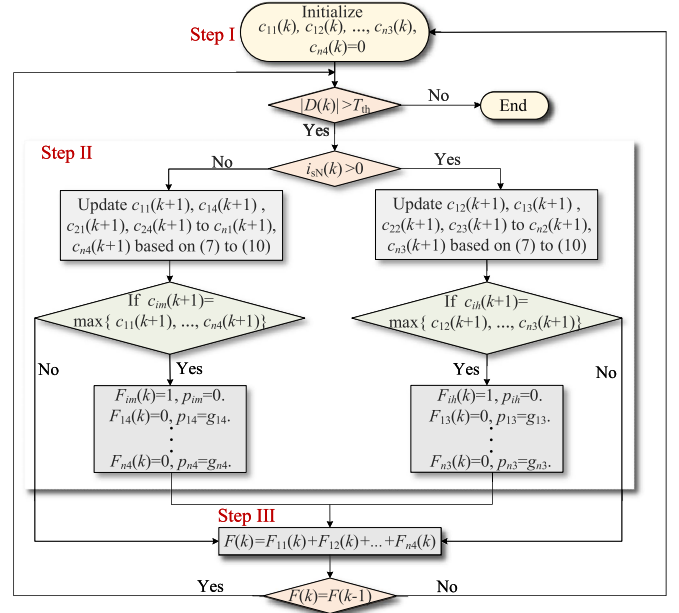 Step I
Initialize
c11(k), c12(k), ..., cn3(k),
cn4(k)=0
|D(k)|>Tth
No
End
Yes
Step II
isN(k)>0
No
Yes
Update c11(k+1), c14(k+1) ,
c21(k+1), c24(k+1) to cn1(k+1),
cn4(k+1) based on (7) to (10)
Update c12(k+1), c13(k+1) ,
c22(k+1), c23(k+1) to cn2(k+1),
cn3(k+1) based on (7) to (10)
If cim(k+1)=
max{ c11(k+1), ..., cn4(k+1)}
If cih(k+1)=
max{ c12(k+1), ..., cn3(k+1)}
No
Yes
Yes
No
Fim(k)=1, pim=0.
F14(k)=0, p14=g14.
Fn4(k)=0, pn4=gn4.
Fih(k)=1, pih=0.
F13(k)=0, p13=g13.
Fn3(k)=0, pn3=gn3.
Step III
F(k)=F11(k)+F12(k)+...+Fn4(k)
Yes
F(k)=F(k-1)
No